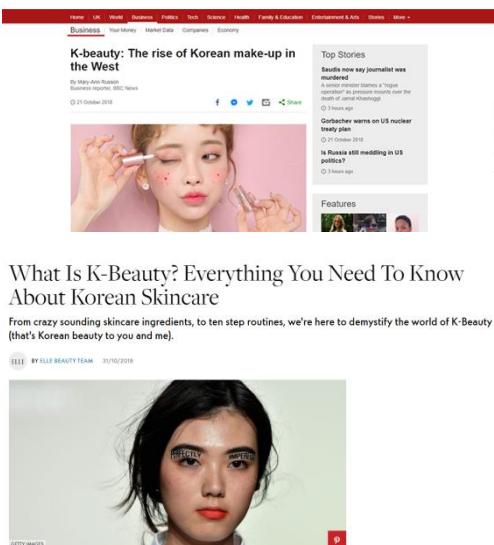 Home UK World Business Politics Tech Science Health Family & Education Entertainment & Arts Stories More
Business Your Money Market Data Companies Economy
K-beauty: The rise of Korean make-up in
the West
By Mary-Ann Russon
Business reporter, BBC News
21 October 2018
Share
Top Stories
Saudis now say journalist was
murdered
A senior minister blames a "rogue
operation" as pressure mounts over the
death of Jamal Khashoggi
3 hours ago
Gorbachev warns on US nuclear
treaty plan
21 October 2018
Is Russia still meddling in US
politics?
3 hours ago
Features
What Is K-Beauty? Everything You Need To Know
About Korean Skincare
From crazy sounding skincare ingredients, to ten step routines, we're here to demystify the world of K-Beauty
(that's Korean beauty to you and me).
ELLE BY ELLE BEAUTY TEAM 31/10/2018
PERFECTLY IMPERFECT
GETTY IMAGES